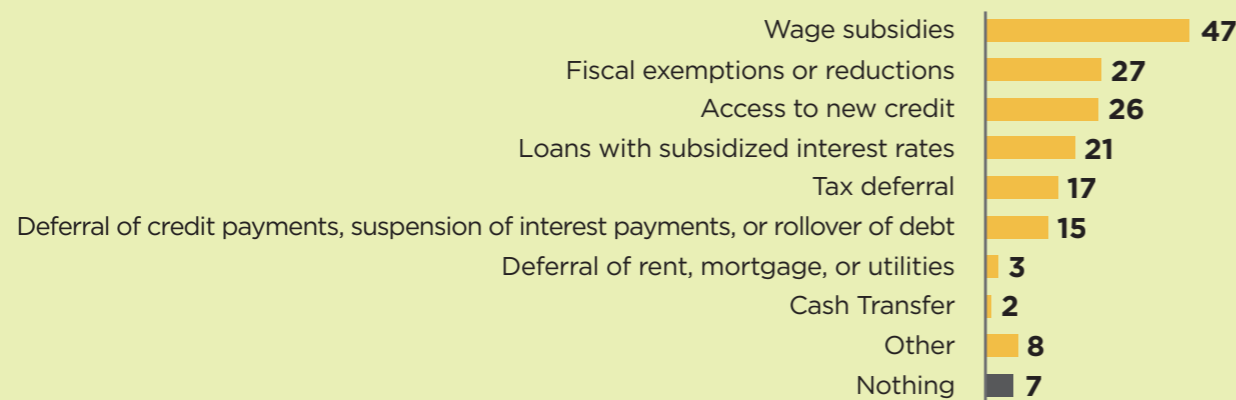 Wage subsidies 47
Fiscal exemptions or reductions 27
Access to new credit 26
Loans with subsidized interest rates 21
Tax deferral 17
Deferral of credit payments, suspension of interest payments, or rollover of debt 15
Deferral of rent, mortgage, or utilities 3
Cash Transfer 2
Other 8
Nothing 7